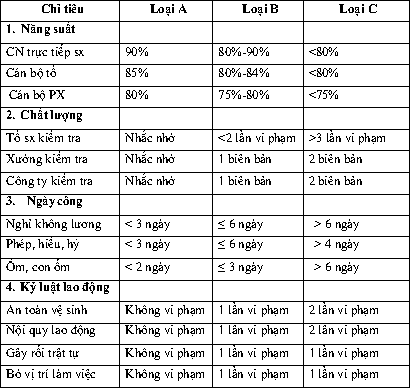 Chỉ tiêu Loại A Loại B Loại C
1. Năng suất
CN trực tiếp sx 90% 80%-90% <80%
Cán bộ tổ 85% 80%-84% <80%
Cán bộ PX 80% 75%-80% <75%
2. Chất lượng
Tổ sx kiểm tra Nhắc nhở <2 lần vi phạm >3 lần vi phạm
Xưởng kiểm tra Nhắc nhở 1 biên bản 2 biên bản
Công ty kiểm tra Nhắc nhở 1 biên bản 2 biên bản
3. Ngày công
Nghỉ không lương < 3 ngày ≤ 6 ngày > 6 ngày
Phép, hiếu, hỷ < 3 ngày ≤ 6 ngày > 4 ngày
Ốm, con ốm < 2 ngày ≤ 3 ngày > 6 ngày
4. Kỷ luật lao động
An toàn vệ sinh Không vi phạm 1 lần vi phạm 2 lần vi phạm
Nội quy lao động Không vi phạm 1 lần vi phạm 2 lần vi phạm
Gây rối trật tự Không vi phạm 1 lần vi phạm 1 lần vi phạm
Bỏ vị trí làm việc Không vi phạm 1 lần vi phạm 1 lần vi phạm